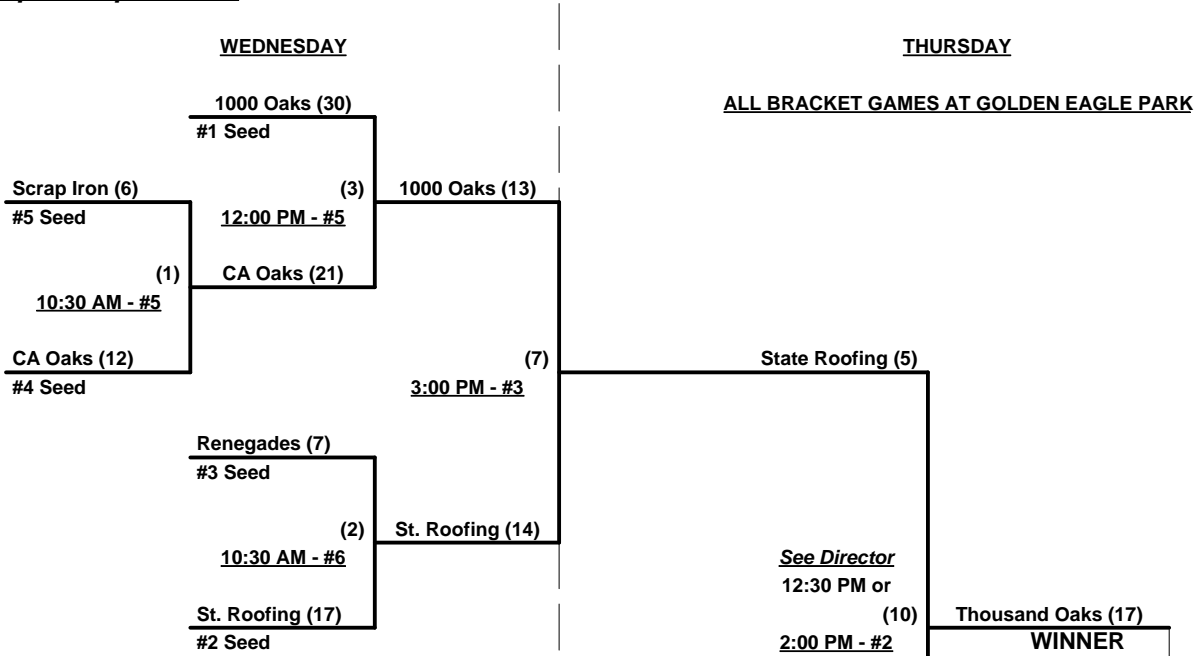 WEDNESDAY
THURSDAY
1000 Oaks (30)
ALL BRACKET GAMES AT GOLDEN EAGLE PARK
#1 Seed
Scrap Iron (6)
(3)
1000 Oaks (13)
#5 Seed
12:00 PM - #5
(1)
CA Oaks (21)
10:30 AM - #5
CA Oaks (12)
(7)
State Roofing (5)
#4 Seed
3:00 PM - #3
Renegades (7)
#3 Seed
(2)
St. Roofing (14)
10:30 AM - #6
See Director
12:30 PM or
St. Roofing (17)
(10)
Thousand Oaks (17)
#2 Seed
2:00 PM - #2
WINNER